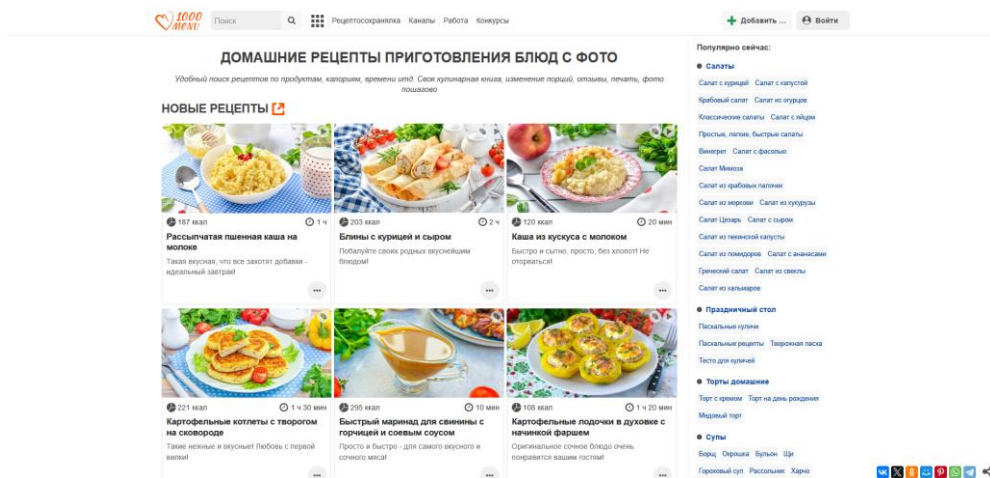 1000
MENU
Поиск
Рецептосохранялка Каналы Работа Конкурсы
Добавить ...
Войти
ДОМАШНИЕ РЕЦЕПТЫ ПРИГОТОВЛЕНИЯ БЛЮД С ФОТО
Удобный поиск рецептов по продуктам, калориям, времени итд. Своя кулинарная книга, изменение порций, отзывы, печать, фото
пошагово
НОВЫЕ РЕЦЕПТЫ
187 ккал 1 ч
Рассыпчатая пшенная каша на
молоке
Такая вкусная, что все захотят добавки -
идеальный завтрак!
203 ккал 2 ч
Блины с курицей и сыром
Побалуйте своих родных вкуснейшим
блюдом!
120 ккал 20 мин
Каша из кускуса с молоком
Быстро и сытно, просто, без хлопот! Не
оторваться!
221 ккал 1 ч 30 мин
Картофельные котлеты с творогом
на сковороде
Такие нежные и вкусные! Любовь с первой
вилки!
295 ккал 10 мин
Быстрый маринад для свинины с
горчицей и соевым соусом
Просто и быстро - для самого вкусного и
сочного мяса!
108 ккал 1 ч 20 мин
Картофельные лодочки в духовке с
начинкой фаршем
Оригинальное сочное блюдо очень
понравится вашим гостям!
Популярно сейчас:
Салаты
Салат с курицей Салат с капустой
Крабовый салат Салат из огурцов
Классические салаты Салат с яйцом
Простые, легкие, быстрые салаты
Винегрет Салат с фасолью
Салат Мимоза
Салат из крабовых палочек
Салат из моркови Салат из кукурузы
Салат Цезарь Салат с сыром
Салат из пекинской капусты
Салат из помидоров Салат с ананасами
Греческий салат Салат из свеклы
Салат из кальмаров
Праздничный стол
Пасхальные куличи
Пасхальные рецепты Творожная пасха
Тесто для куличей
Торты домашние
Торт с кремом Торт на день рождения
Медовый торт
Супы
Борщ Окрошка Бульон Щи
Гороховый суп Рассольник Харчо